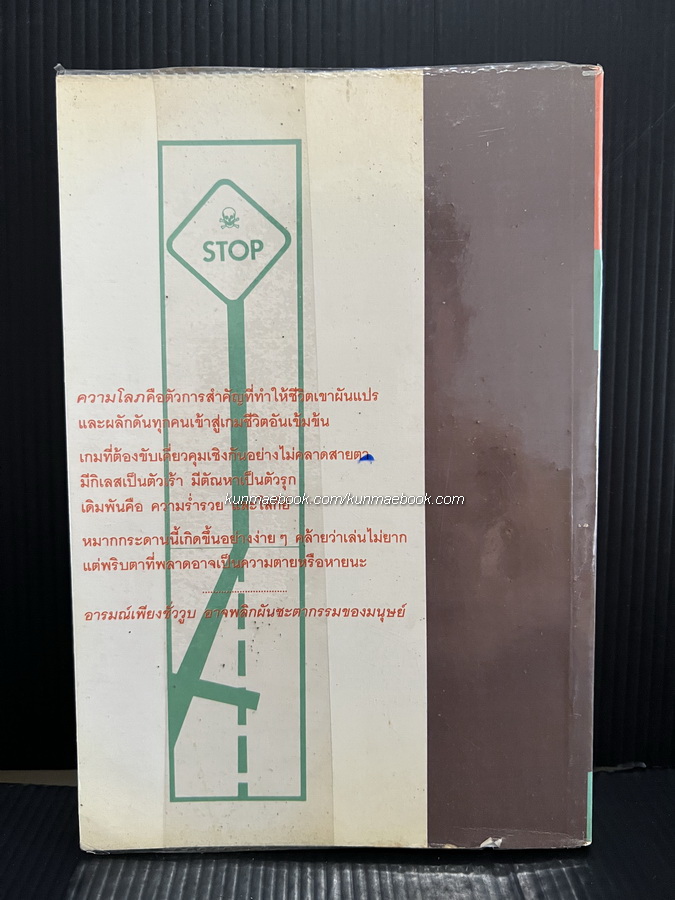 STOP
ความโลภคือตัวการสำคัญที่ทำให้ชีวิตเขาผันแปร
และผลักดันทุกคนเข้าสู่เกมชีวิตอันเข้มข้น
เกมที่ต้องขับเคี่ยวคุมเชิงกันอย่างไม่คลาดสายตา
มีกิเลสเป็นตัวเร้า มีตัณหาเป็นตัวรุก
kunmaebook.com/kunmaebook.com
เดิมพันคือ ความร่ำรวย และโลกีย์
หมากกระดานนี้เกิดขึ้นอย่างง่าย ๆ คล้ายว่าเล่นไม่ยาก
แต่พริบตาที่พลาดอาจเป็นความตายหรือหายนะ
อารมณ์เพียงชั่ววูบ อาจพลิกผันชะตากรรมของมนุษย์